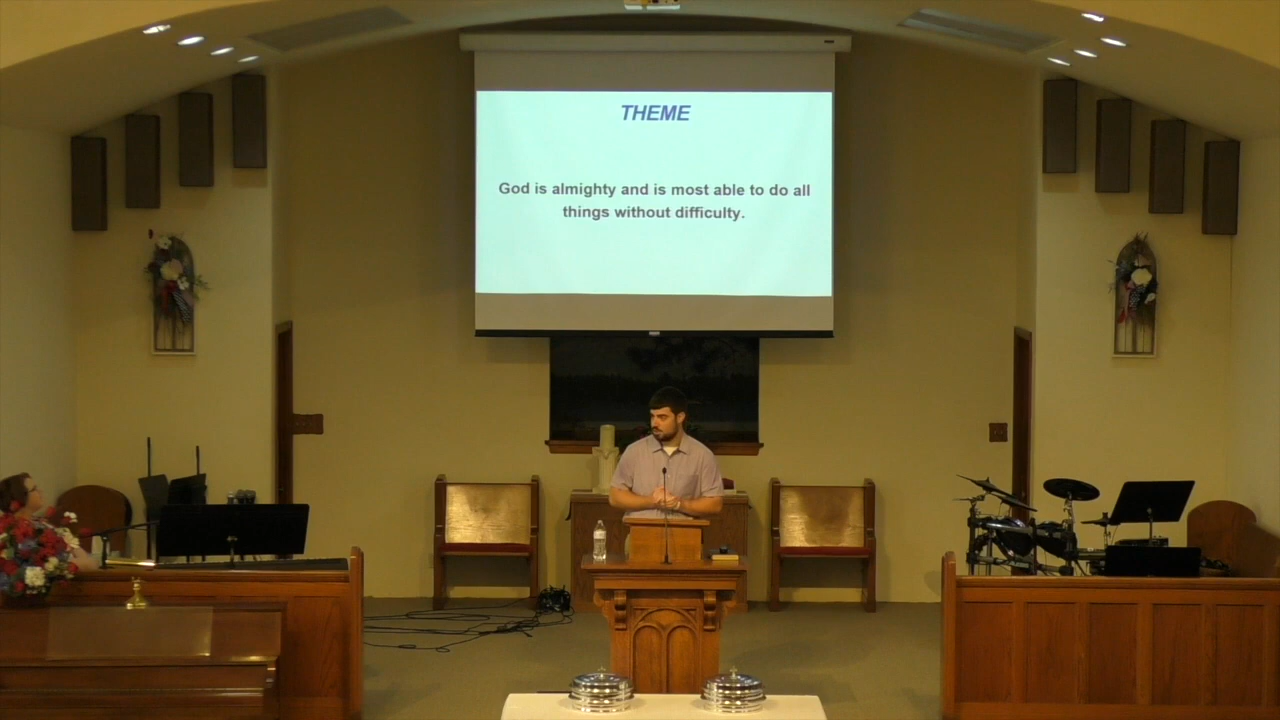 THEME
God is almighty and is most able to do all
things without difficulty.